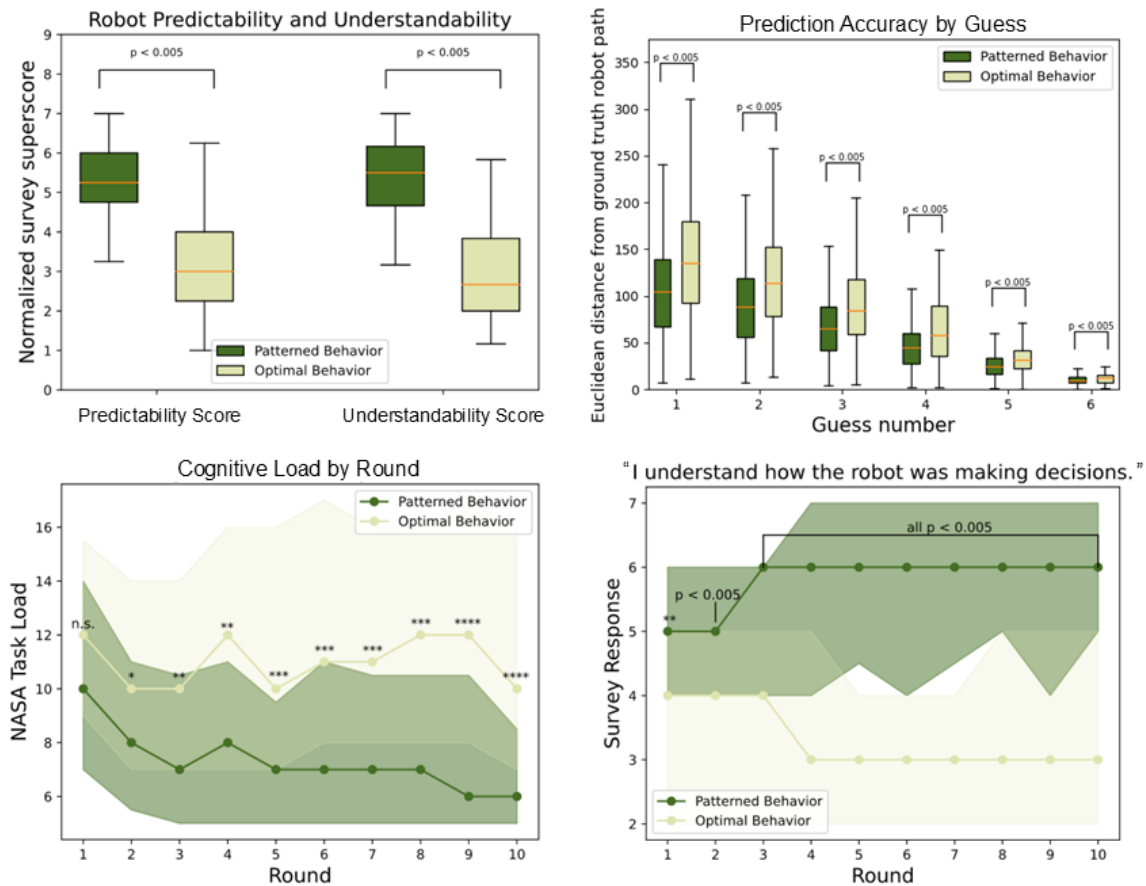 Robot Predictability and Understandability
Normalized survey superscore
9
8
7
6
5
4
3
2
1
0
p < 0.005
p < 0.005
Patterned Behavior
Optimal Behavior
Predictability Score
Understandability Score
Prediction Accuracy by Guess
Euclidean distance from ground truth robot path
350
300
250
200
150
100
50
0
p < 0.005
p < 0.005
p < 0.005
p < 0.005
p < 0.005
p < 0.005
Patterned Behavior
Optimal Behavior
1 2 3 4 5 6
Guess number
Cognitive Load by Round
NASA Task Load
16
14
12
10
8
6
Patterned Behavior
Optimal Behavior
n.s. * ** ** *** *** *** *** **** ****
1 2 3 4 5 6 7 8 9 10
Round
“I understand how the robot was making decisions.”
Survey Response
7
6
5
4
3
2
all p < 0.005
p < 0.005
**
Patterned Behavior
Optimal Behavior
1 2 3 4 5 6 7 8 9 10
Round